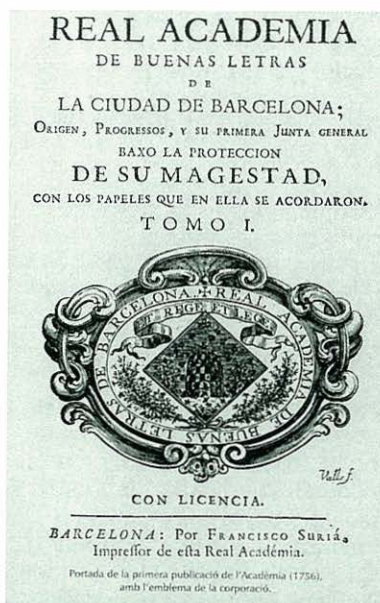 REAL ACADEMIA
DE BUENAS LETRAS
DE
LA CIUDAD DE BARCELONA;
ORIGEN, PROGRESSOS, Y SU PRIMERA JUNTA GENERAL
BAXO LA PROTECCION
DE SU MAGESTAD,
CON LOS PAPELES QUE EN ELLA SE ACORDARON.
TOMO I.
REAL ACADEMIA DE BUENAS LETRAS DE BARCELONA
REGE ET LEGE
Vall. f.
CON LICENCIA.
BARCELONA: Por FRANCISCO SURIÁ,
Impressor de esta Real Académia.
Portada de la primera publicació de l'Acadèmia (1756),
amb l'emblema de la corporació.